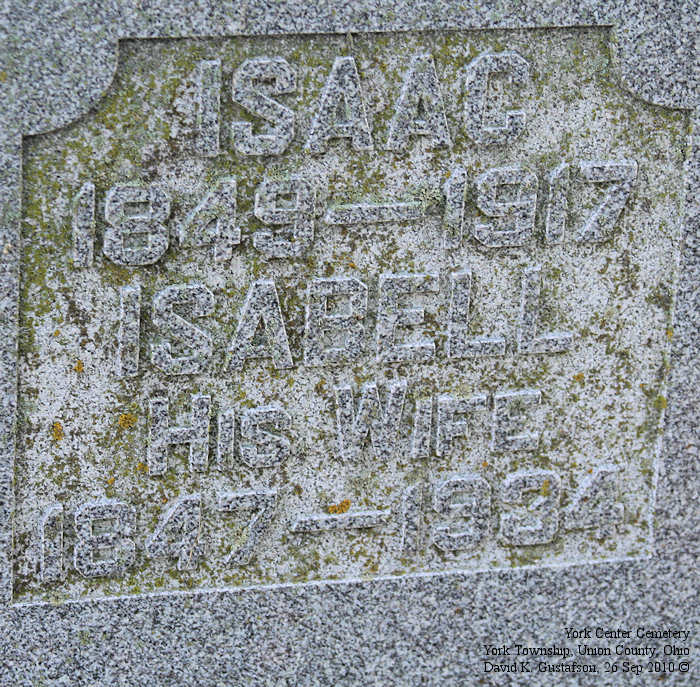 ISAAC
1849 — 1917
ISABELL
HIS WIFE
1847 — 1934
York Center Cemetery
York Township, Union County, Ohio
David K. Gustafson, 26 Sep 2010 ©